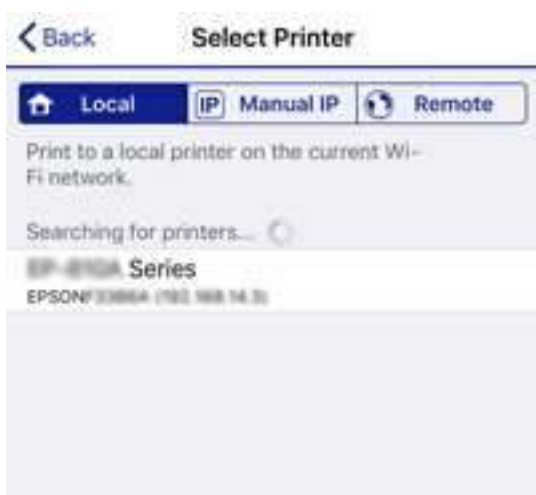 Back
Select Printer
Local
IP
Manual IP
Remote
Print to a local printer on the current Wi-
Fi network.
Searching for printers...
Series
EPSON